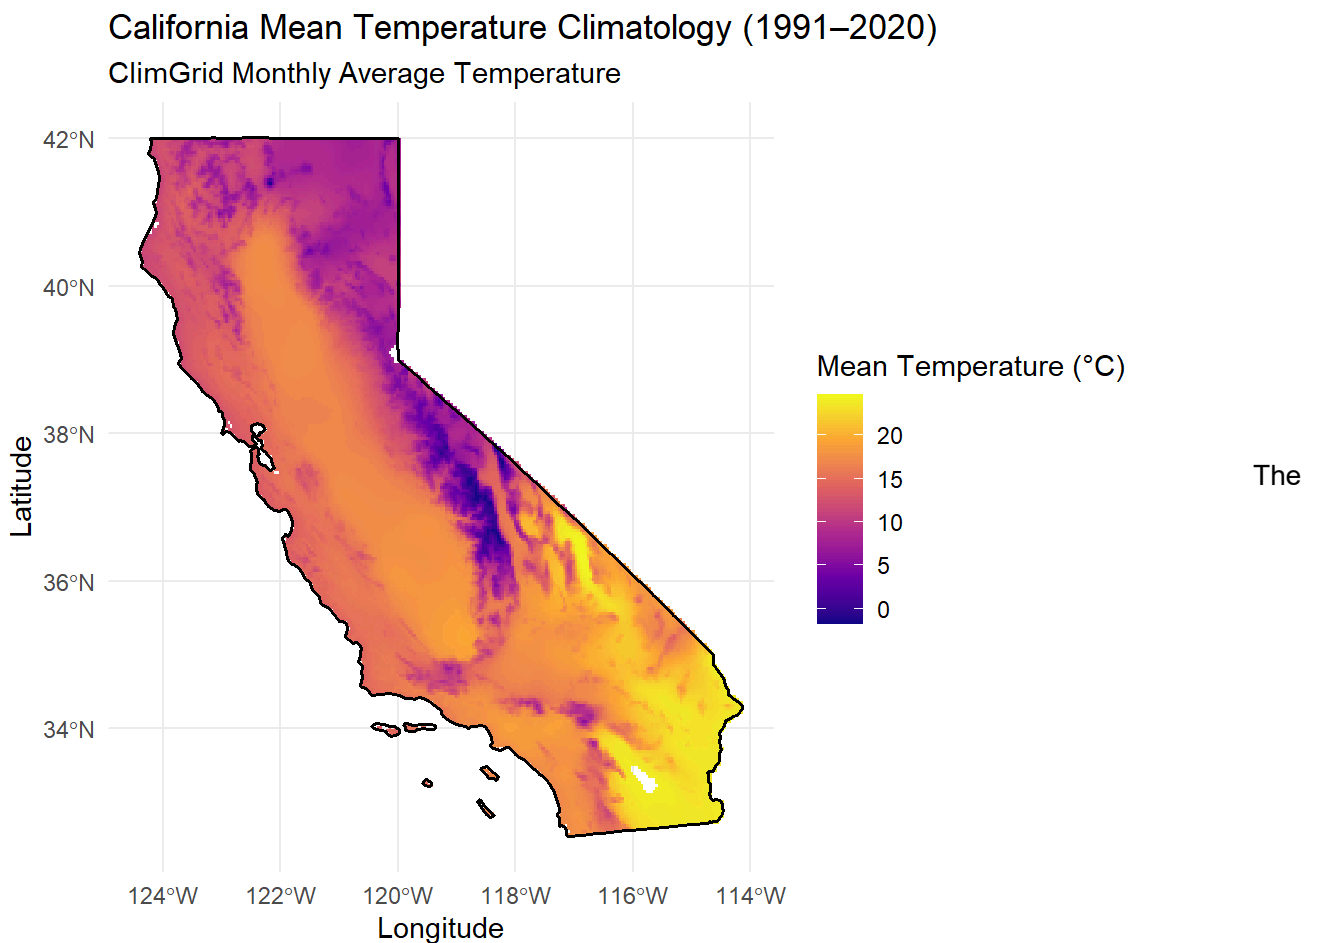 California Mean Temperature Climatology (1991–2020)
ClimGrid Monthly Average Temperature
42°N
40°N
38°N
36°N
34°N
Latitude
124°W 122°W 120°W 118°W 116°W 114°W
Longitude
Mean Temperature (°C)
20
15
10
5
0
The